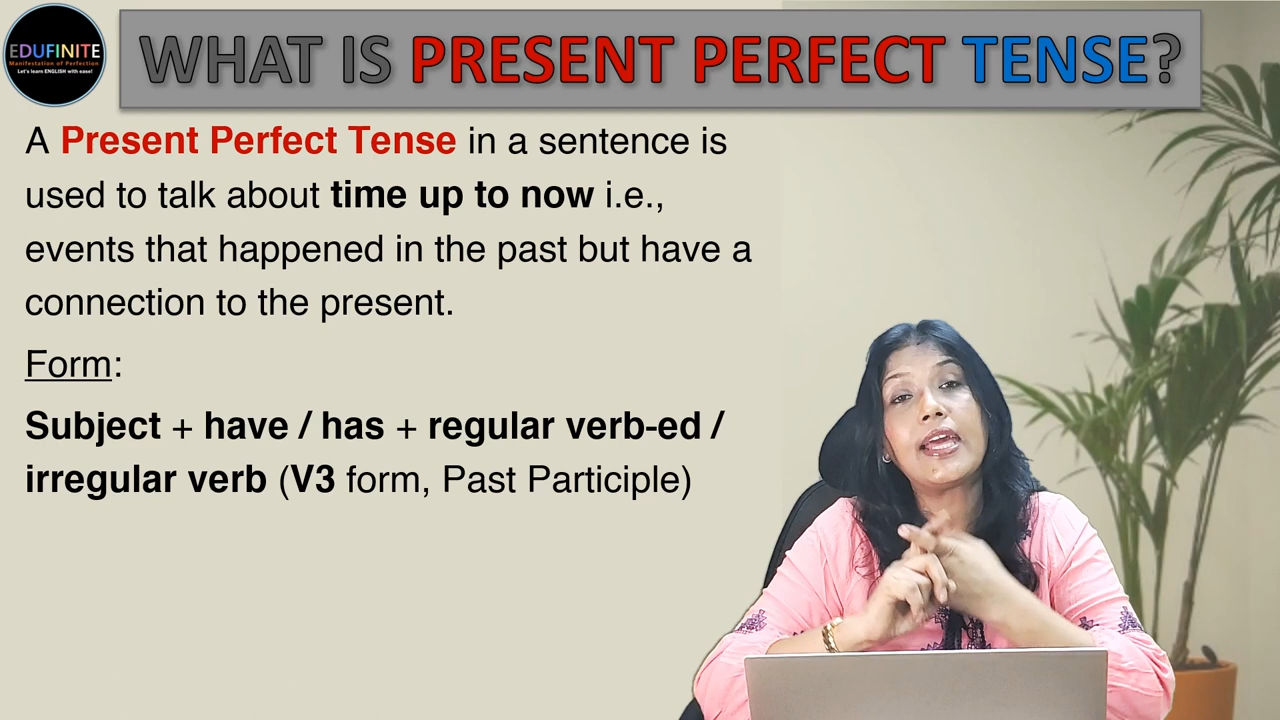 EDUFINITE
Manifestation of Perfection
Let's learn ENGLISH with ease!
WHAT IS PRESENT PERFECT TENSE?
A Present Perfect Tense in a sentence is
used to talk about time up to now i.e.,
events that happened in the past but have a
connection to the present.
Form:
Subject + have / has + regular verb-ed /
irregular verb (V3 form, Past Participle)